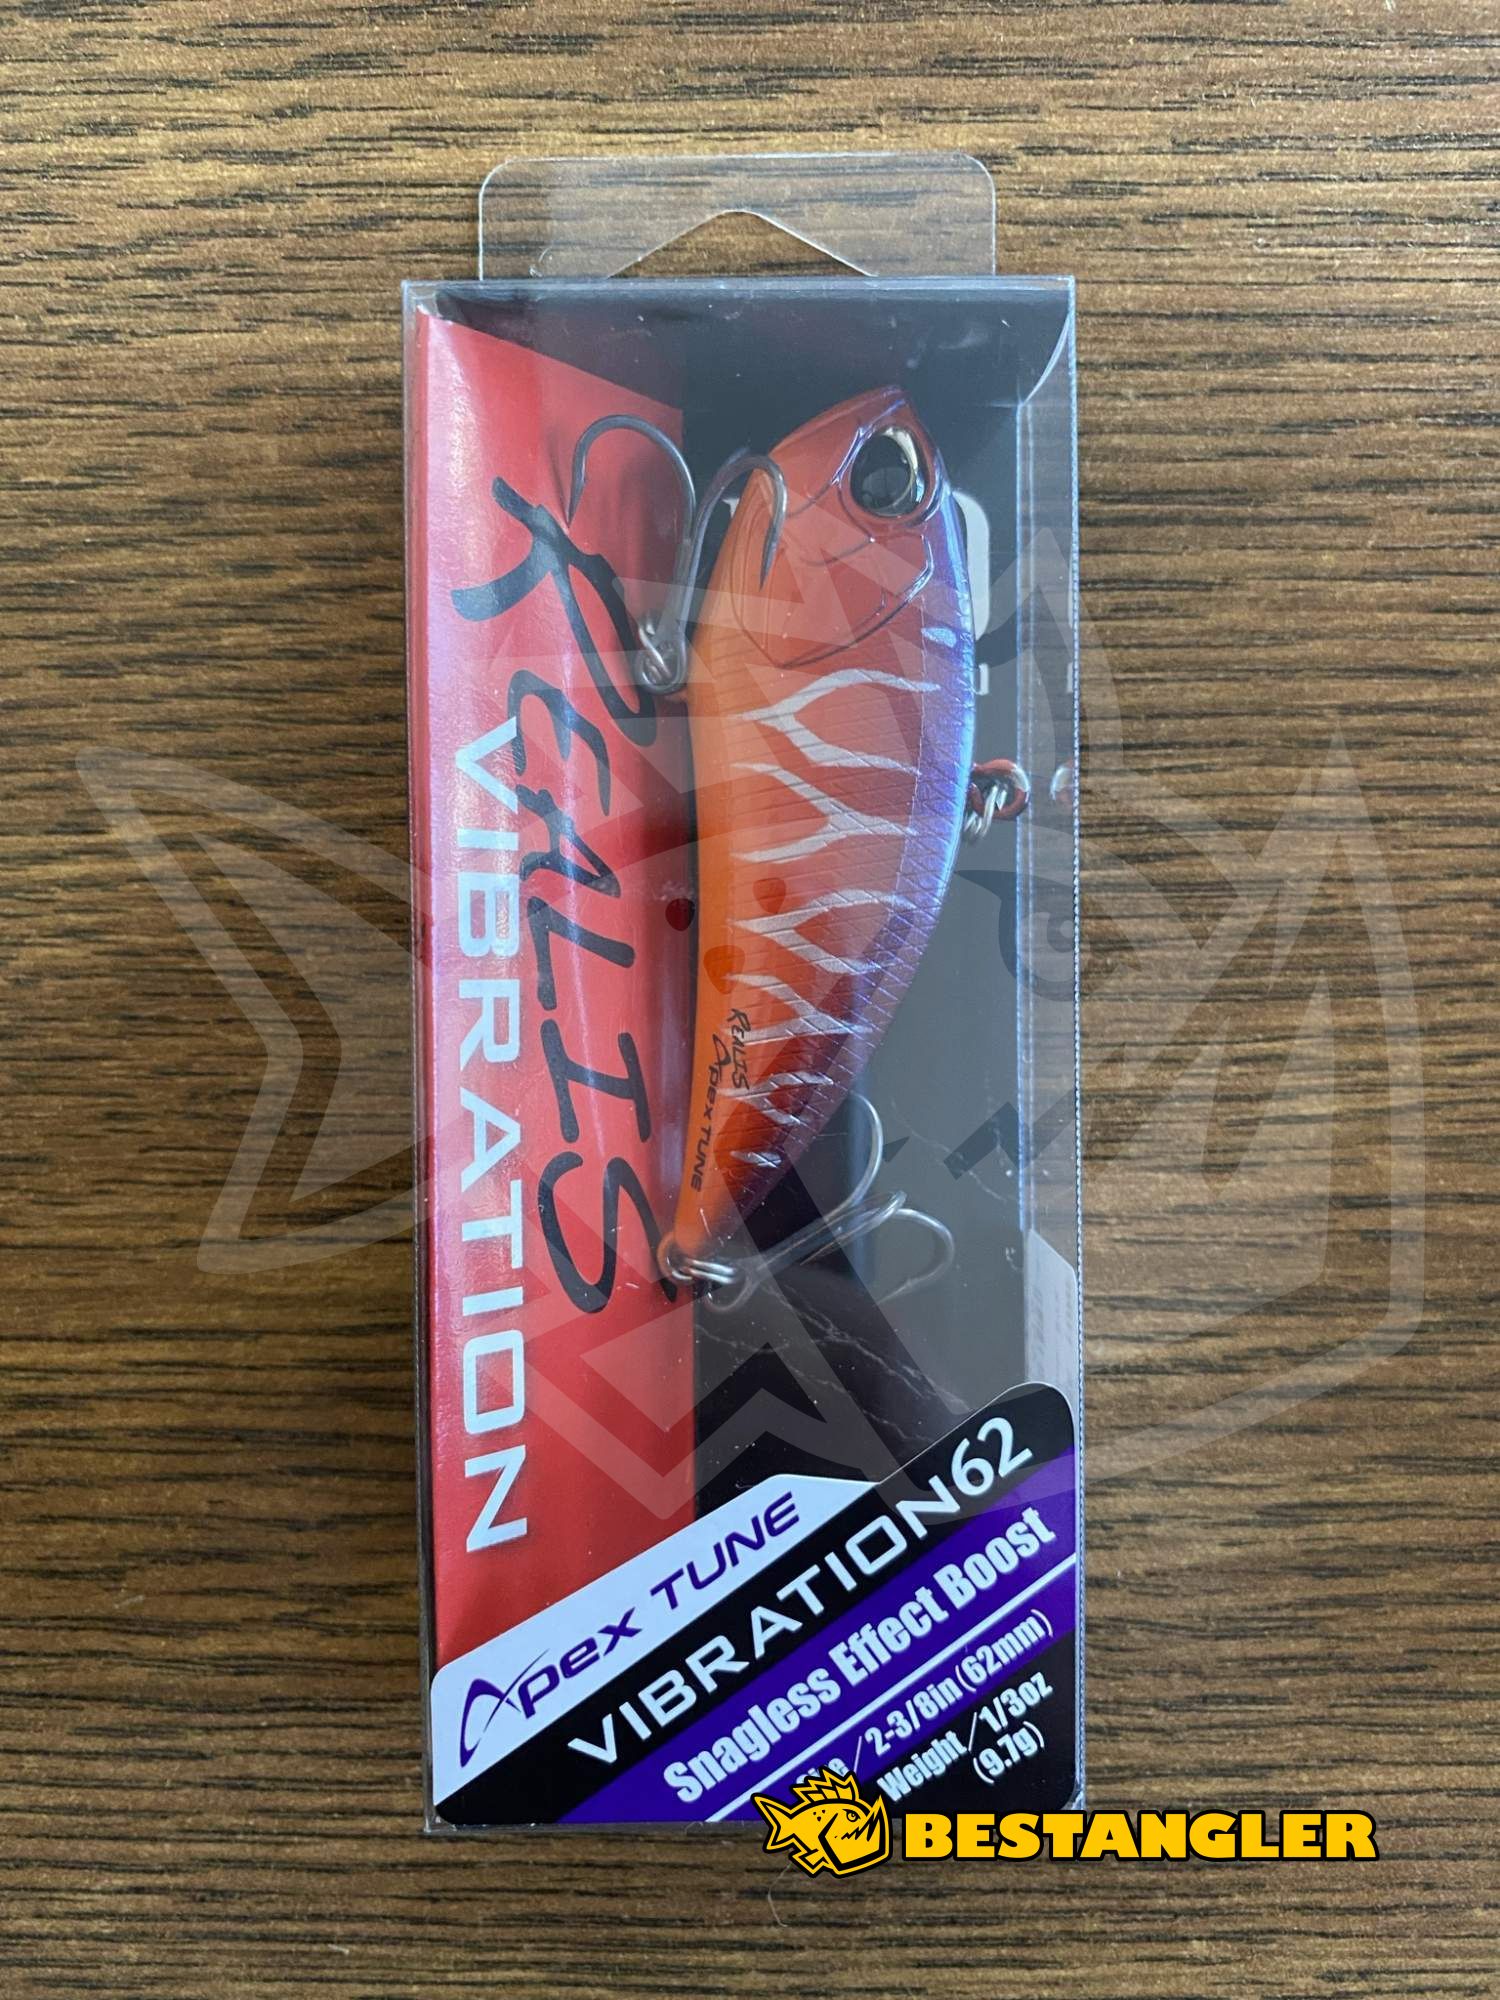 REALIS
VIBRATION
REALIS
Apex TUNE
Apex TUNE
VIBRATION62
Snagless Effect Boost
2-3/8in(62mm)
Weight/1/3oz
(9.7g)
BESTANGLER